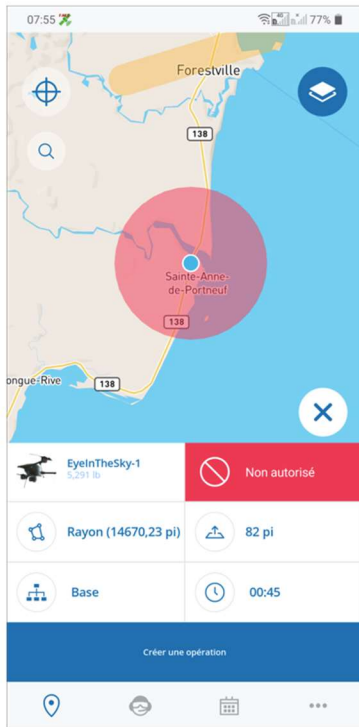 07:55
4G
77%
Forestville
138
Sainte-Anne-
de-Portneuf
138
ongue-Rive
138
EyeInTheSky-1
5,291 lb
Non autorisé
Rayon (14670,23 pi)
82 pi
Base
00:45
Créer une opération